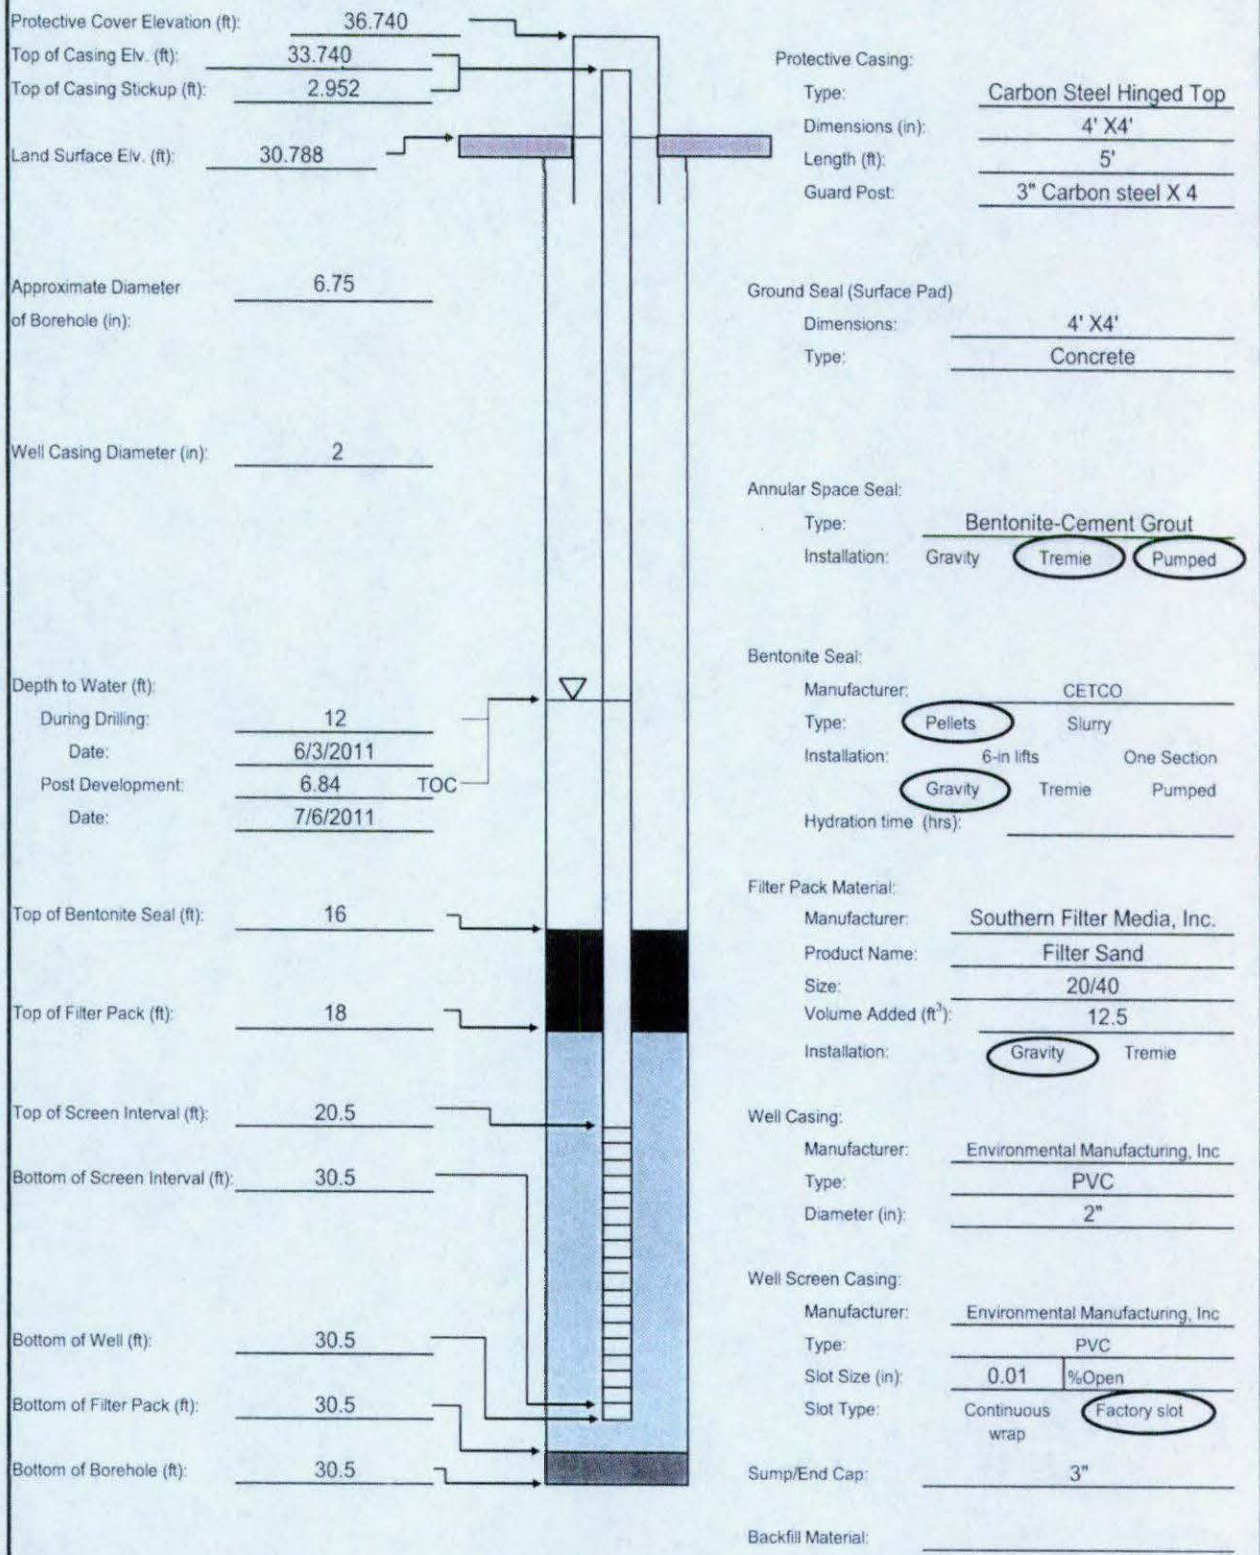 Protective Cover Elevation (ft): 36.740
Top of Casing Elv. (ft): 33.740
Top of Casing Stickup (ft): 2.952
Land Surface Elv. (ft): 30.788
Approximate Diameter 6.75
of Borehole (in):
Well Casing Diameter (in): 2
Depth to Water (ft):
During Drilling: 12
Date: 6/3/2011
Post Development: 6.84 TOC
Date: 7/6/2011
Top of Bentonite Seal (ft): 16
Top of Filter Pack (ft): 18
Top of Screen Interval (ft): 20.5
Bottom of Screen Interval (ft): 30.5
Bottom of Well (ft): 30.5
Bottom of Filter Pack (ft): 30.5
Bottom of Borehole (ft): 30.5
Protective Casing:
Type: Carbon Steel Hinged Top
Dimensions (in): 4' X4'
Length (ft): 5'
Guard Post: 3" Carbon steel X 4
Ground Seal (Surface Pad)
Dimensions: 4' X4'
Type: Concrete
Annular Space Seal:
Type: Bentonite-Cement Grout
Installation: Gravity Tremie Pumped
Bentonite Seal:
Manufacturer: CETCO
Type: Pellets Slurry
Installation: 6-in lifts One Section
Gravity Tremie Pumped
Hydration time (hrs):
Filter Pack Material:
Manufacturer: Southern Filter Media, Inc.
Product Name: Filter Sand
Size: 20/40
Volume Added (ft³): 12.5
Installation: Gravity Tremie
Well Casing:
Manufacturer: Environmental Manufacturing, Inc
Type: PVC
Diameter (in): 2"
Well Screen Casing:
Manufacturer: Environmental Manufacturing, Inc
Type: PVC
Slot Size (in): 0.01 %Open
Slot Type: Continuous Factory slot
wrap
Sump/End Cap: 3"
Backfill Material: